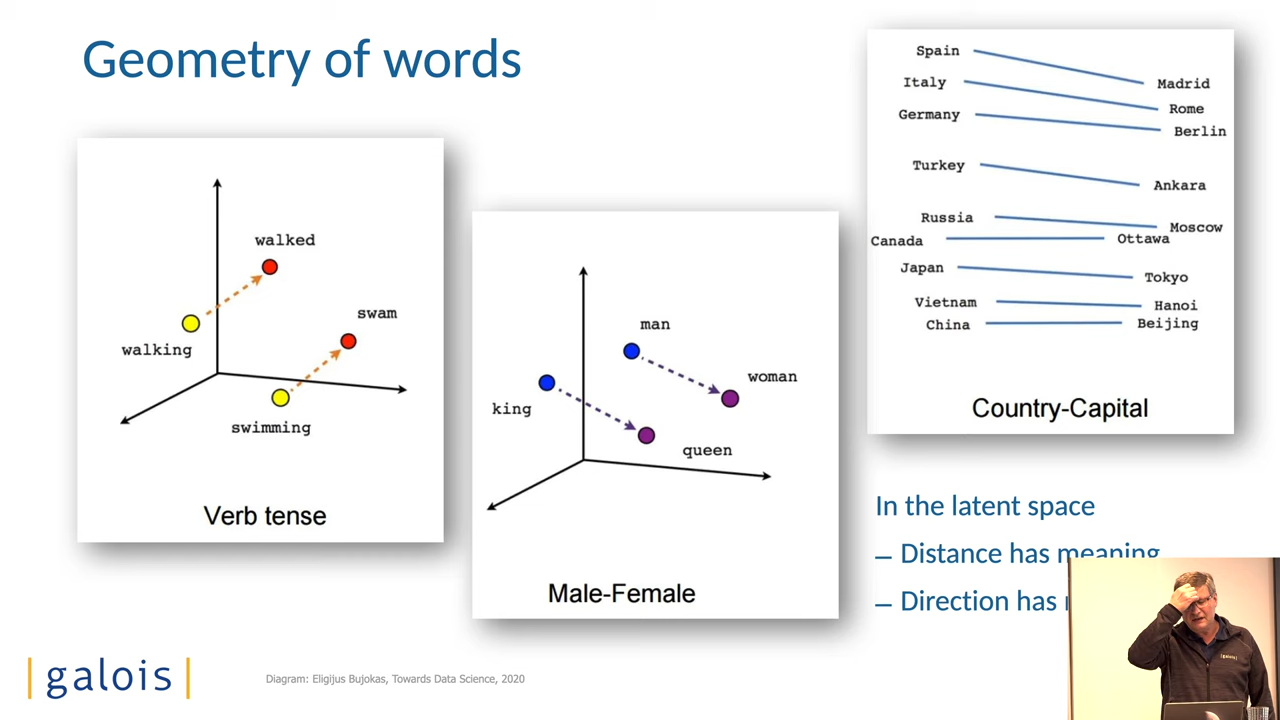 Geometry of words
walked
walking
swam
swimming
Verb tense
man
woman
king
queen
Male-Female
Spain Madrid
Italy Rome
Germany Berlin
Turkey Ankara
Russia Moscow
Canada Ottawa
Japan Tokyo
Vietnam Hanoi
China Beijing
Country-Capital
In the latent space
– Distance has meaning
– Direction has
|galois|
Diagram: Eligijus Bujokas, Towards Data Science, 2020
|galois|